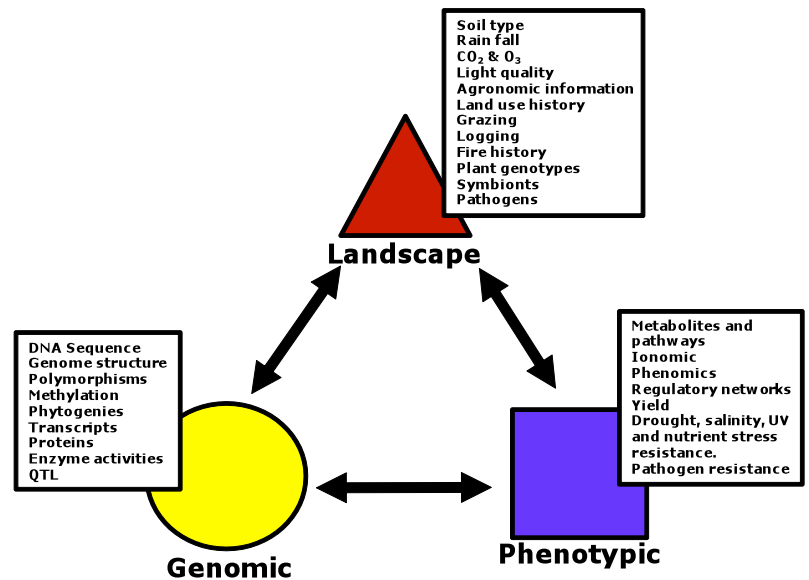 Soil type
Rain fall
CO₂ & O₃
Light quality
Agronomic information
Land use history
Grazing
Logging
Fire history
Plant genotypes
Symbionts
Pathogens
Landscape
DNA Sequence
Genome structure
Polymorphisms
Methylation
Phytogenies
Transcripts
Proteins
Enzyme activities
QTL
Genomic
Metabolites and
pathways
Ionomic
Phenomics
Regulatory networks
Yield
Drought, salinity, UV
and nutrient stress
resistance.
Pathogen resistance
Phenotypic